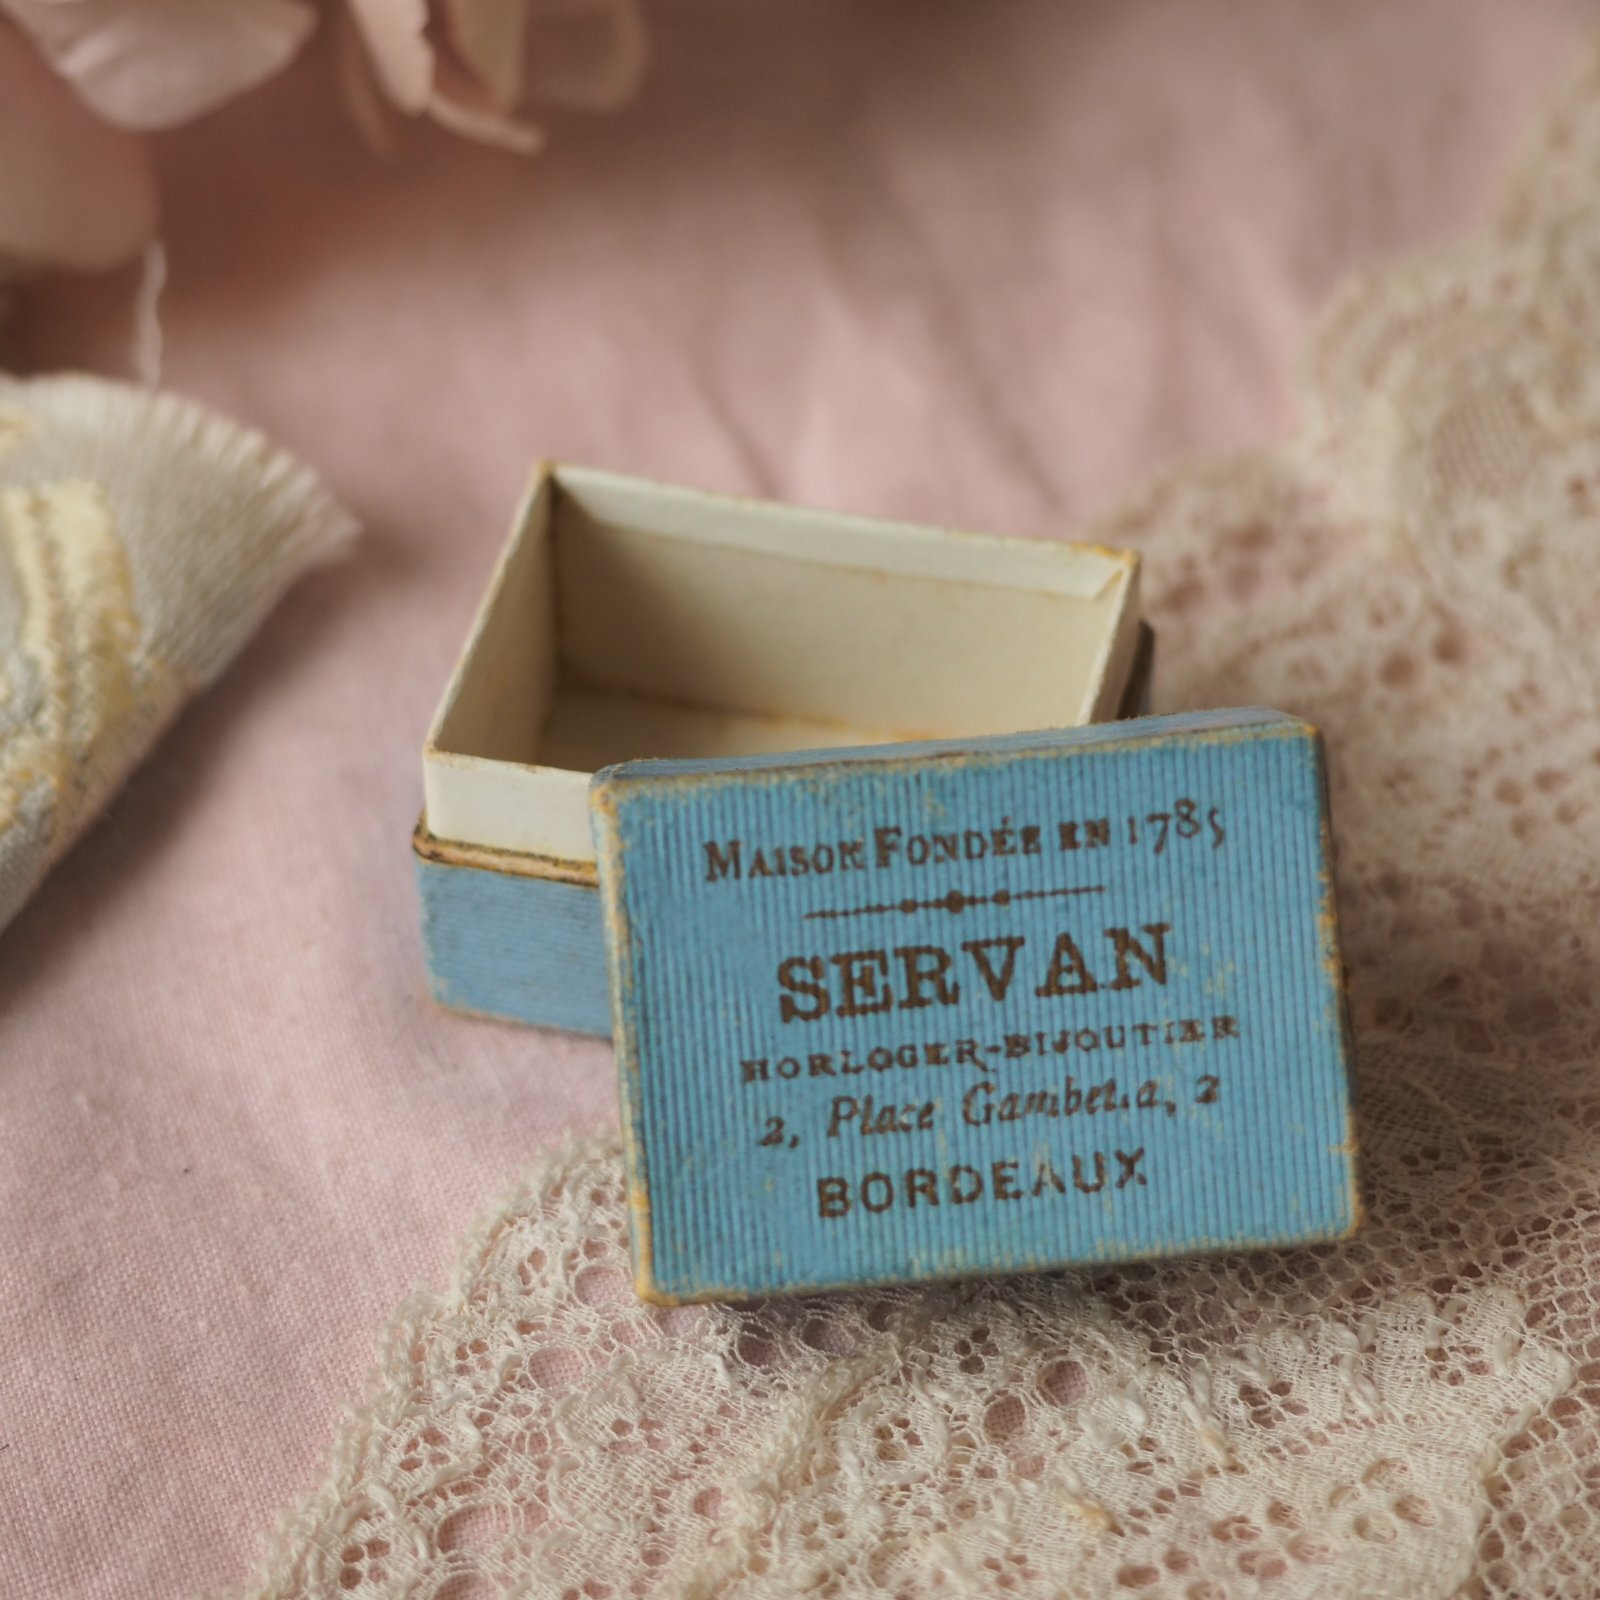 MAISON FONDÉE EN 1785
SERVAN
HORLOGER-BIJOUTIER
2, Place Gambetta, 2
BORDEAUX